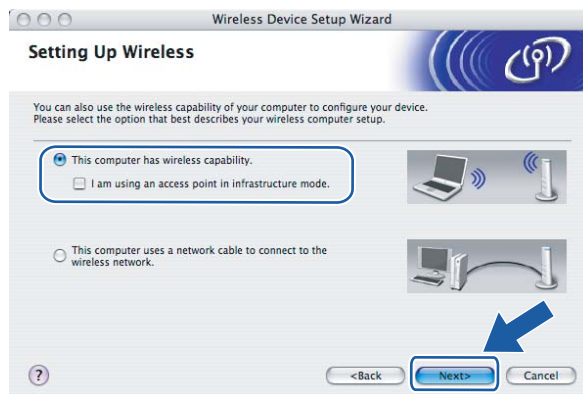 Wireless Device Setup Wizard
Setting Up Wireless
You can also use the wireless capability of your computer to configure your device.
Please select the option that best describes your wireless computer setup.
This computer has wireless capability.
I am using an access point in infrastructure mode.
This computer uses a network cable to connect to the
wireless network.
?
<Back
Next>
Cancel